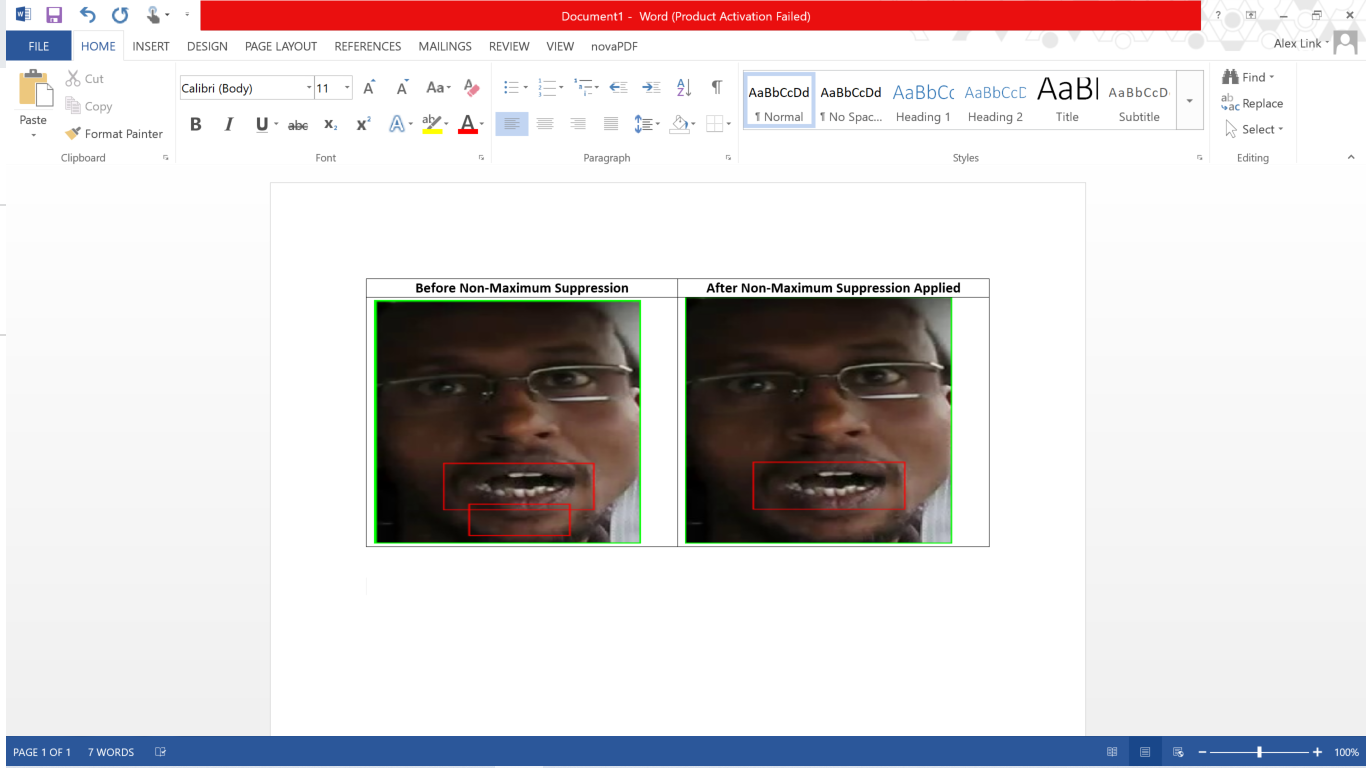 Document1 - Word (Product Activation Failed)
?
FILE HOME INSERT DESIGN PAGE LAYOUT REFERENCES MAILINGS REVIEW VIEW novaPDF
Alex Link
Paste
Cut
Copy
Format Painter
Clipboard
Calibri (Body) 11
B I U abc X₂ X² A ab A
Font
Paragraph
AaBbCcDd AaBbCcDd AaBbCc AaBbCcD AaBl AaBbCcD
¶ Normal ¶ No Spac... Heading 1 Heading 2 Title Subtitle
Styles
Find
Replace
Select
Editing
Before Non-Maximum Suppression After Non-Maximum Suppression Applied
PAGE 1 OF 1 7 WORDS 100%